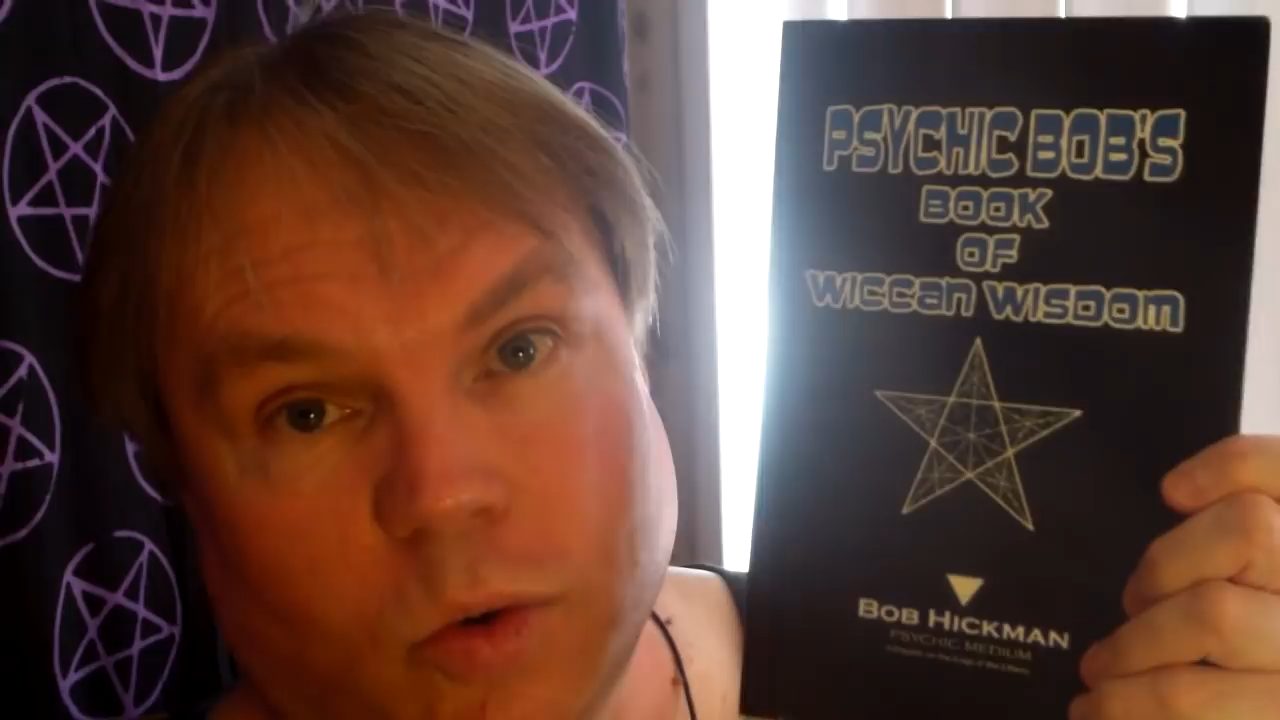 PSYCHIC BOB'S
BOOK
OF
WICCAN WISDOM
BOB HICKMAN
PSYCHIC MEDIUM